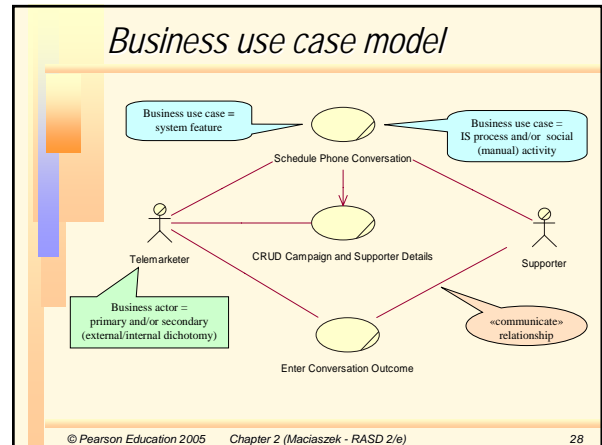 Business use case model
Business use case =
system feature
Business use case =
IS process and/or social
(manual) activity
Schedule Phone Conversation
Telemarketer
CRUD Campaign and Supporter Details
Supporter
Business actor =
primary and/or secondary
(external/internal dichotomy)
«communicate»
relationship
Enter Conversation Outcome
© Pearson Education 2005 Chapter 2 (Maciaszek - RASD 2/e) 28